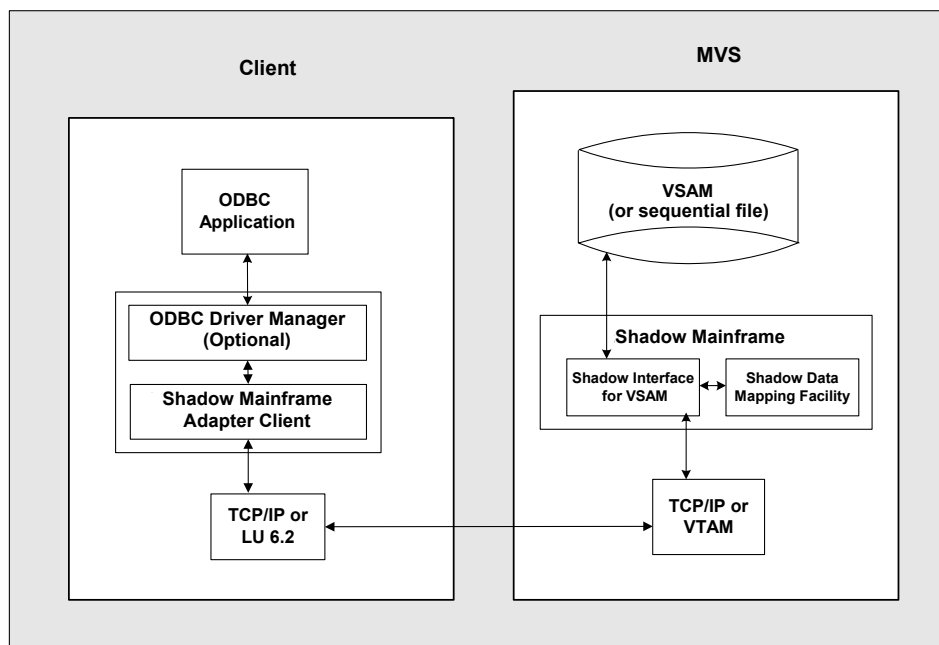 Client
ODBC
Application
ODBC Driver Manager
(Optional)
Shadow Mainframe
Adapter Client
TCP/IP or
LU 6.2
MVS
VSAM
(or sequential file)
Shadow Mainframe
Shadow Interface
for VSAM
Shadow Data
Mapping Facility
TCP/IP or
VTAM